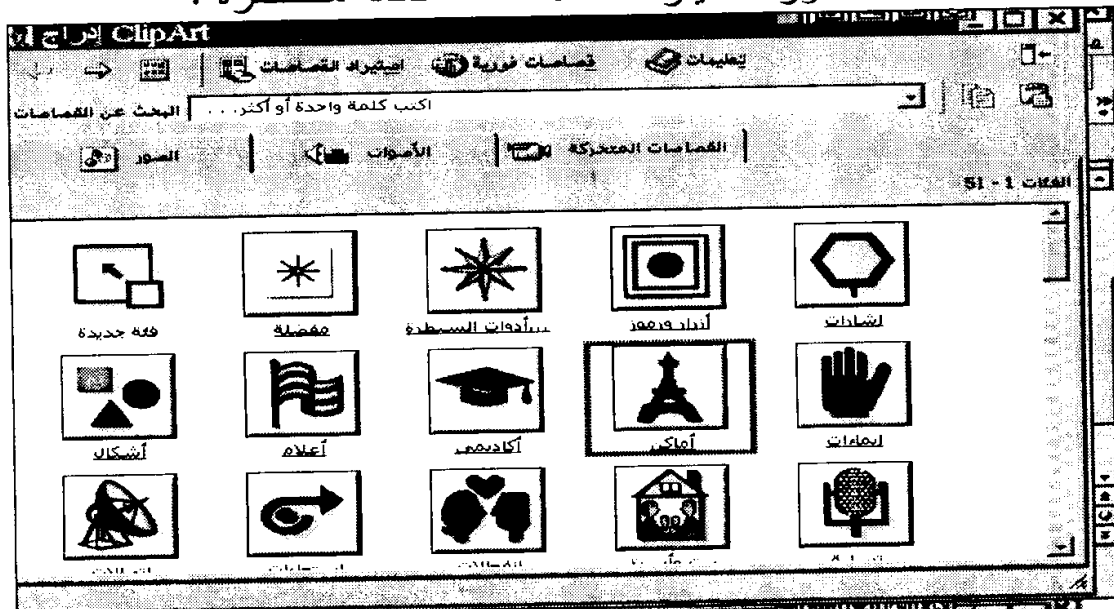 إدراج ClipArt
استيراد القصاصات قصاصات فورية تعليمات
البحث عن القصاصات اكتب كلمة واحدة أو أكثر...
الصور الأصوات القصاصات المتحركة
الفئات 1 - 51
فئة جديدة مفضلة ...أدوات السيطرة أزرار ورموز إشارات
أشكال أعلام أكاديمي أماكن إيماءات